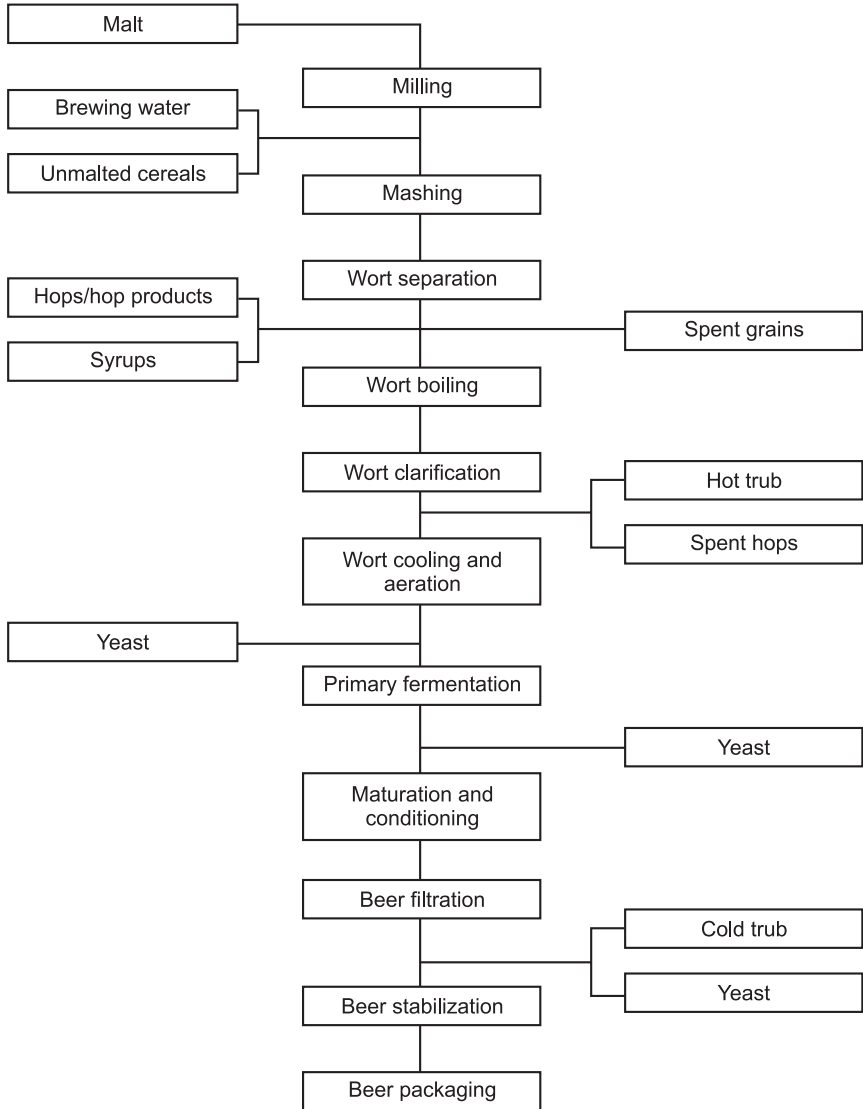 Malt
Milling
Brewing water
Unmalted cereals
Mashing
Wort separation
Hops/hop products
Spent grains
Syrups
Wort boiling
Wort clarification
Hot trub
Spent hops
Wort cooling and
aeration
Yeast
Primary fermentation
Yeast
Maturation and
conditioning
Beer filtration
Cold trub
Yeast
Beer stabilization
Beer packaging